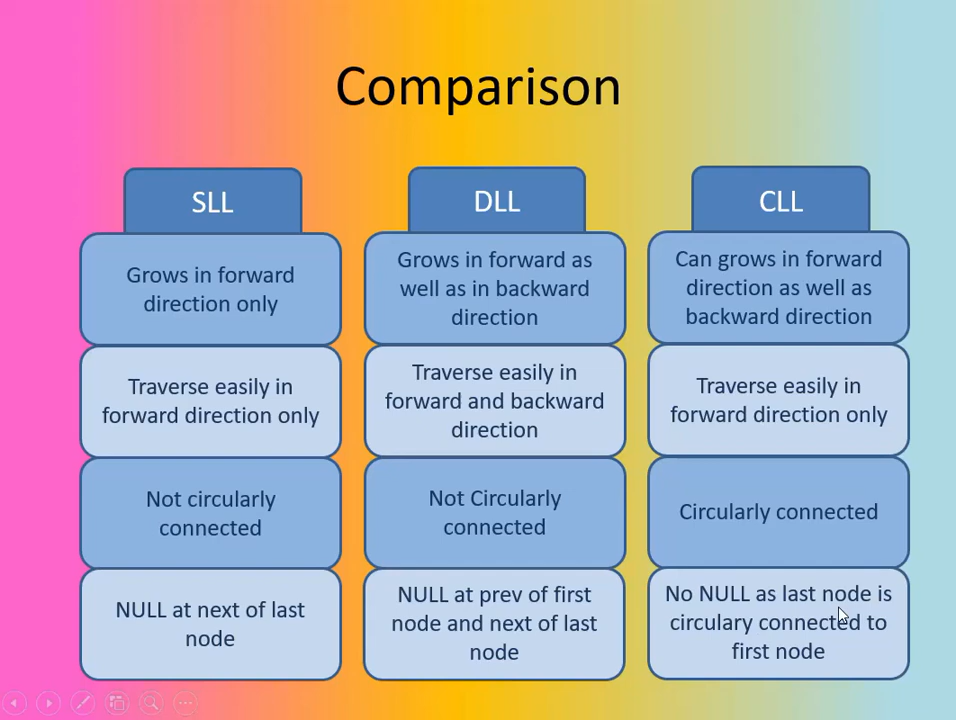 Comparison
SLL
Grows in forward
direction only
Traverse easily in
forward direction only
Not circularly
connected
NULL at next of last
node
DLL
Grows in forward as
well as in backward
direction
Traverse easily in
forward and backward
direction
Not Circularly
connected
NULL at prev of first
node and next of last
node
CLL
Can grows in forward
direction as well as
backward direction
Traverse easily in
forward direction only
Circularly connected
No NULL as last node is
circulary connected to
first node